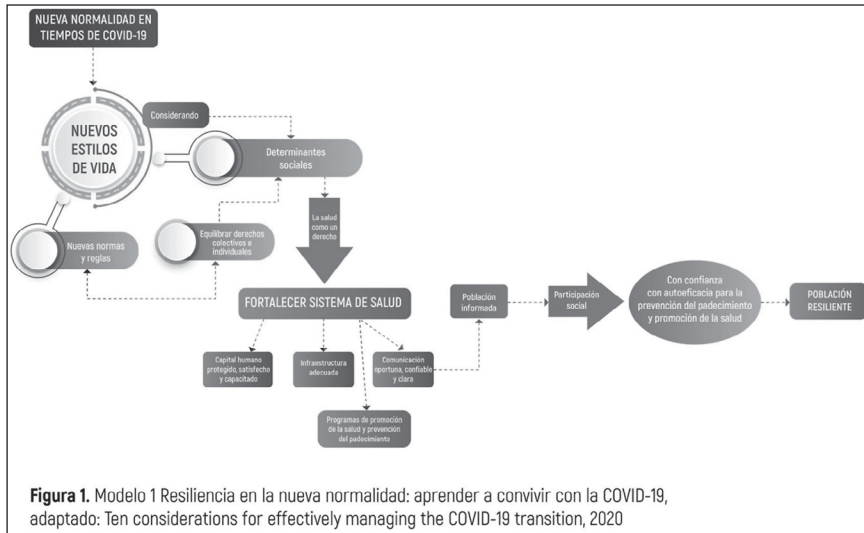 NUEVA NORMALIDAD EN
TIEMPOS DE COVID-19
NUEVOS
ESTILOS
DE VIDA
Considerando
Determinantes
sociales
La salud
como un
derecho
Nuevas normas
y reglas
Equilibrar derechos
colectivos e
individuales
FORTALECER SISTEMA DE SALUD
Capital humano
protegido, satisfecho
y capacitado
Infraestructura
adecuada
Comunicación
oportuna, confiable
y clara
Programas de promoción
de la salud y prevención
del padecimiento
Población
informada
Participación
social
Con confianza
con autoeficacia para la
prevención del padecimiento
y promoción de la salud
POBLACIÓN
RESILIENTE
Figura 1. Modelo 1 Resiliencia en la nueva normalidad: aprender a convivir con la COVID-19,
adaptado: Ten considerations for effectively managing the COVID-19 transition, 2020